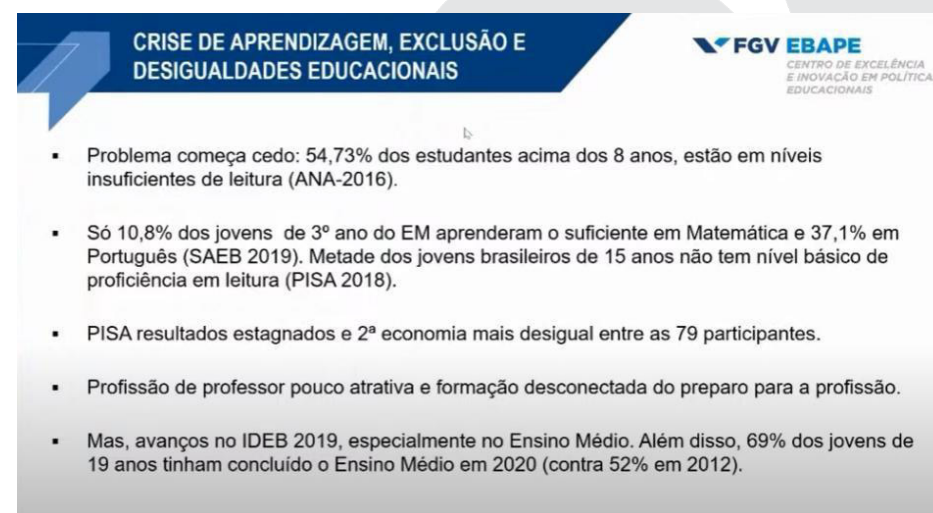 CRISE DE APRENDIZAGEM, EXCLUSÃO E
DESIGUALDADES EDUCACIONAIS
FGV EBAPE
CENTRO DE EXCELÊNCIA
E INOVAÇÃO EM POLÍTICA
EDUCACIONAIS
▪ Problema começa cedo: 54,73% dos estudantes acima dos 8 anos, estão em níveis
insuficientes de leitura (ANA-2016).
▪ Só 10,8% dos jovens de 3º ano do EM aprenderam o suficiente em Matemática e 37,1% em
Português (SAEB 2019). Metade dos jovens brasileiros de 15 anos não tem nível básico de
proficiência em leitura (PISA 2018).
▪ PISA resultados estagnados e 2ª economia mais desigual entre as 79 participantes.
▪ Profissão de professor pouco atrativa e formação desconectada do preparo para a profissão.
▪ Mas, avanços no IDEB 2019, especialmente no Ensino Médio. Além disso, 69% dos jovens de
19 anos tinham concluído o Ensino Médio em 2020 (contra 52% em 2012).